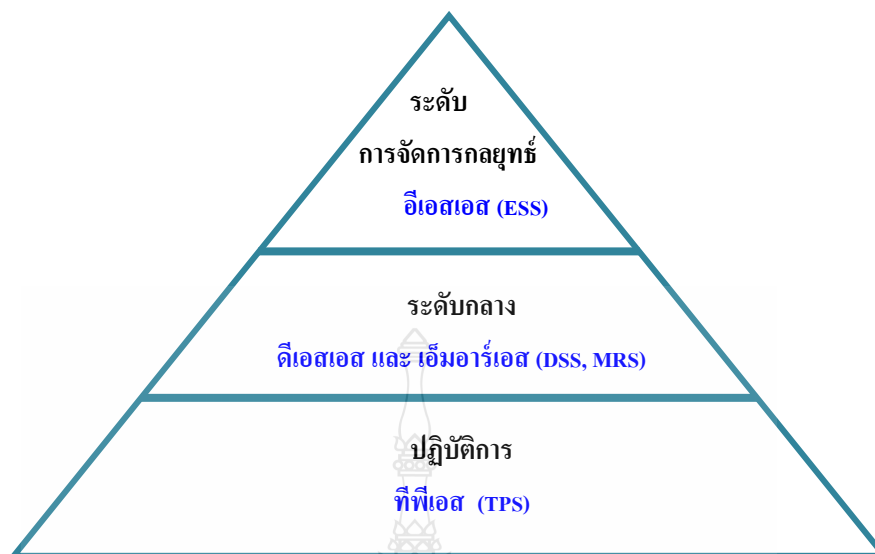 ระดับ
การจัดการกลยุทธ์
อีเอสเอส (ESS)
ระดับกลาง
ดีเอสเอส และ เอ็มอาร์เอส (DSS, MRS)
ปฏิบัติการ
ทีพีเอส (TPS)